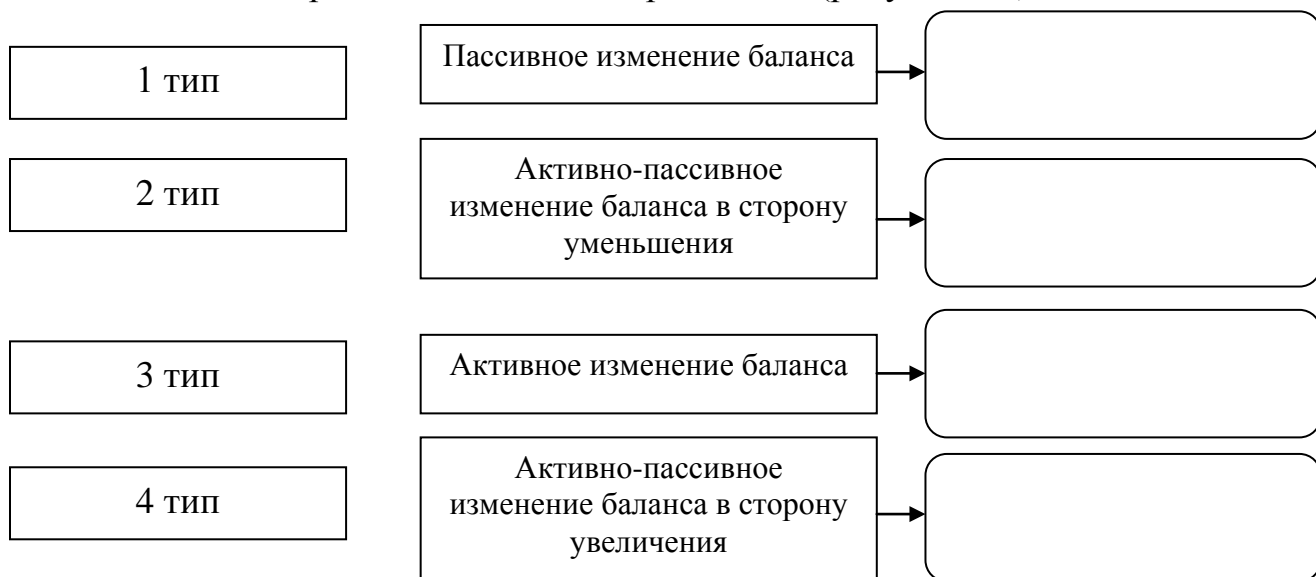 1 тип
Пассивное изменение баланса
2 тип
Активно-пассивное
изменение баланса в сторону
уменьшения
3 тип
Активное изменение баланса
4 тип
Активно-пассивное
изменение баланса в сторону
увеличения